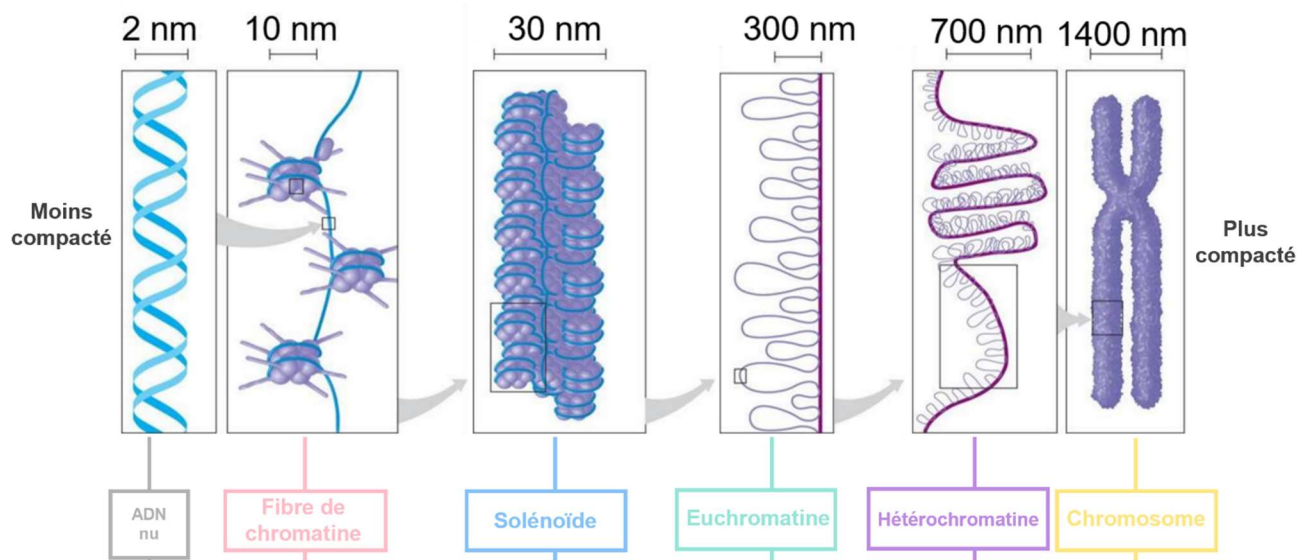 2 nm
10 nm
30 nm
300 nm
700 nm
1400 nm
Moins
compacté
Plus
compacté
ADN
nu
Fibre de
chromatine
Solénoïde
Euchromatine
Hétérochromatine
Chromosome